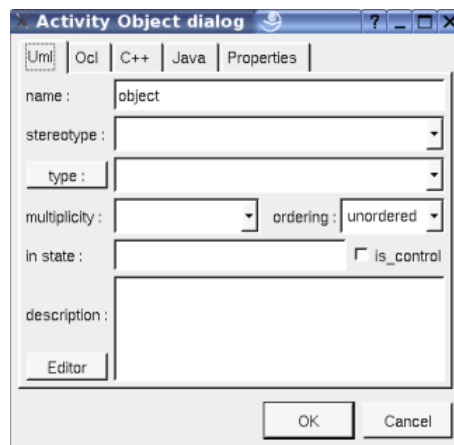 Activity Object dialog ?
Uml Ocl C++ Java Properties
name : object
stereotype :
type :
multiplicity : ordering : unordered
in state : is_control
description :
Editor
OK Cancel